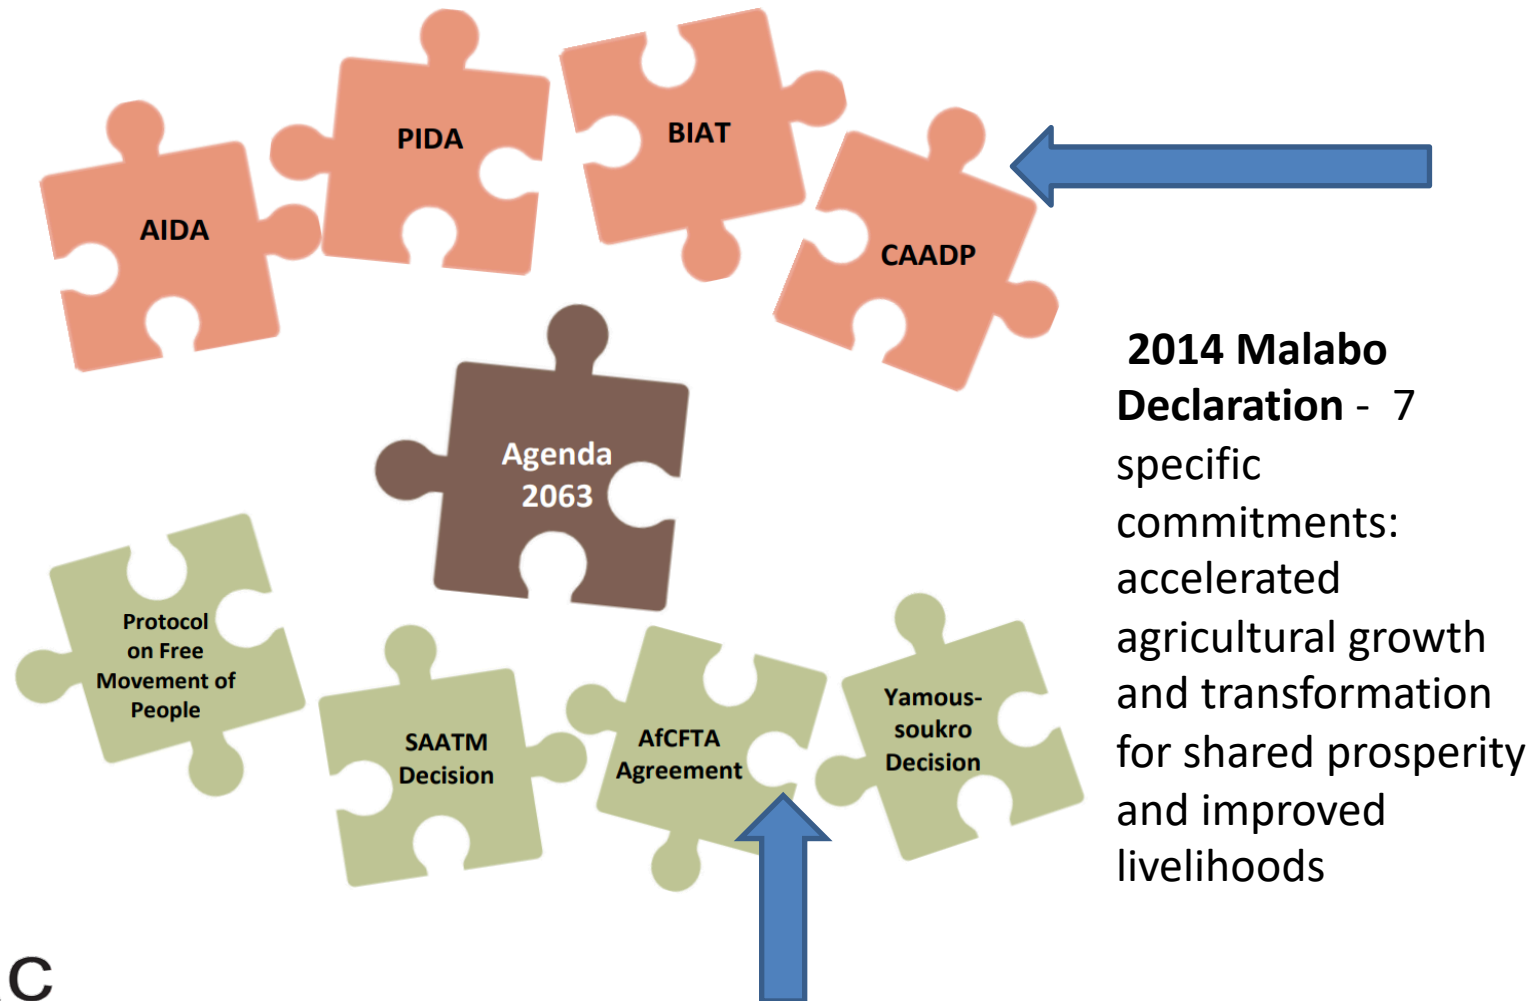 PIDA
BIAT
AIDA
CAADP
Agenda
2063
2014 Malabo
Declaration - 7
specific
commitments:
accelerated
agricultural growth
and transformation
for shared prosperity
and improved
livelihoods
Protocol
on Free
Movement of
People
SAATM
Decision
AfCFTA
Agreement
Yamous-
soukro
Decision